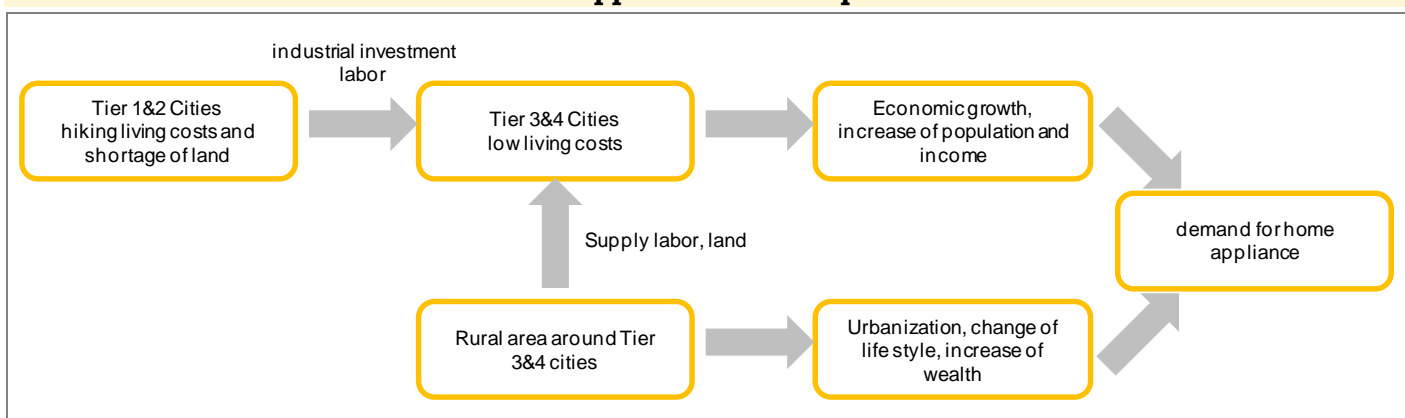 industrial investment
labor
Tier 1&2 Cities
hiking living costs and
shortage of land
Tier 3&4 Cities
low living costs
Economic growth,
increase of population and
income
demand for home
appliance
Supply labor, land
Rural area around Tier
3&4 cities
Urbanization, change of
life style, increase of
wealth